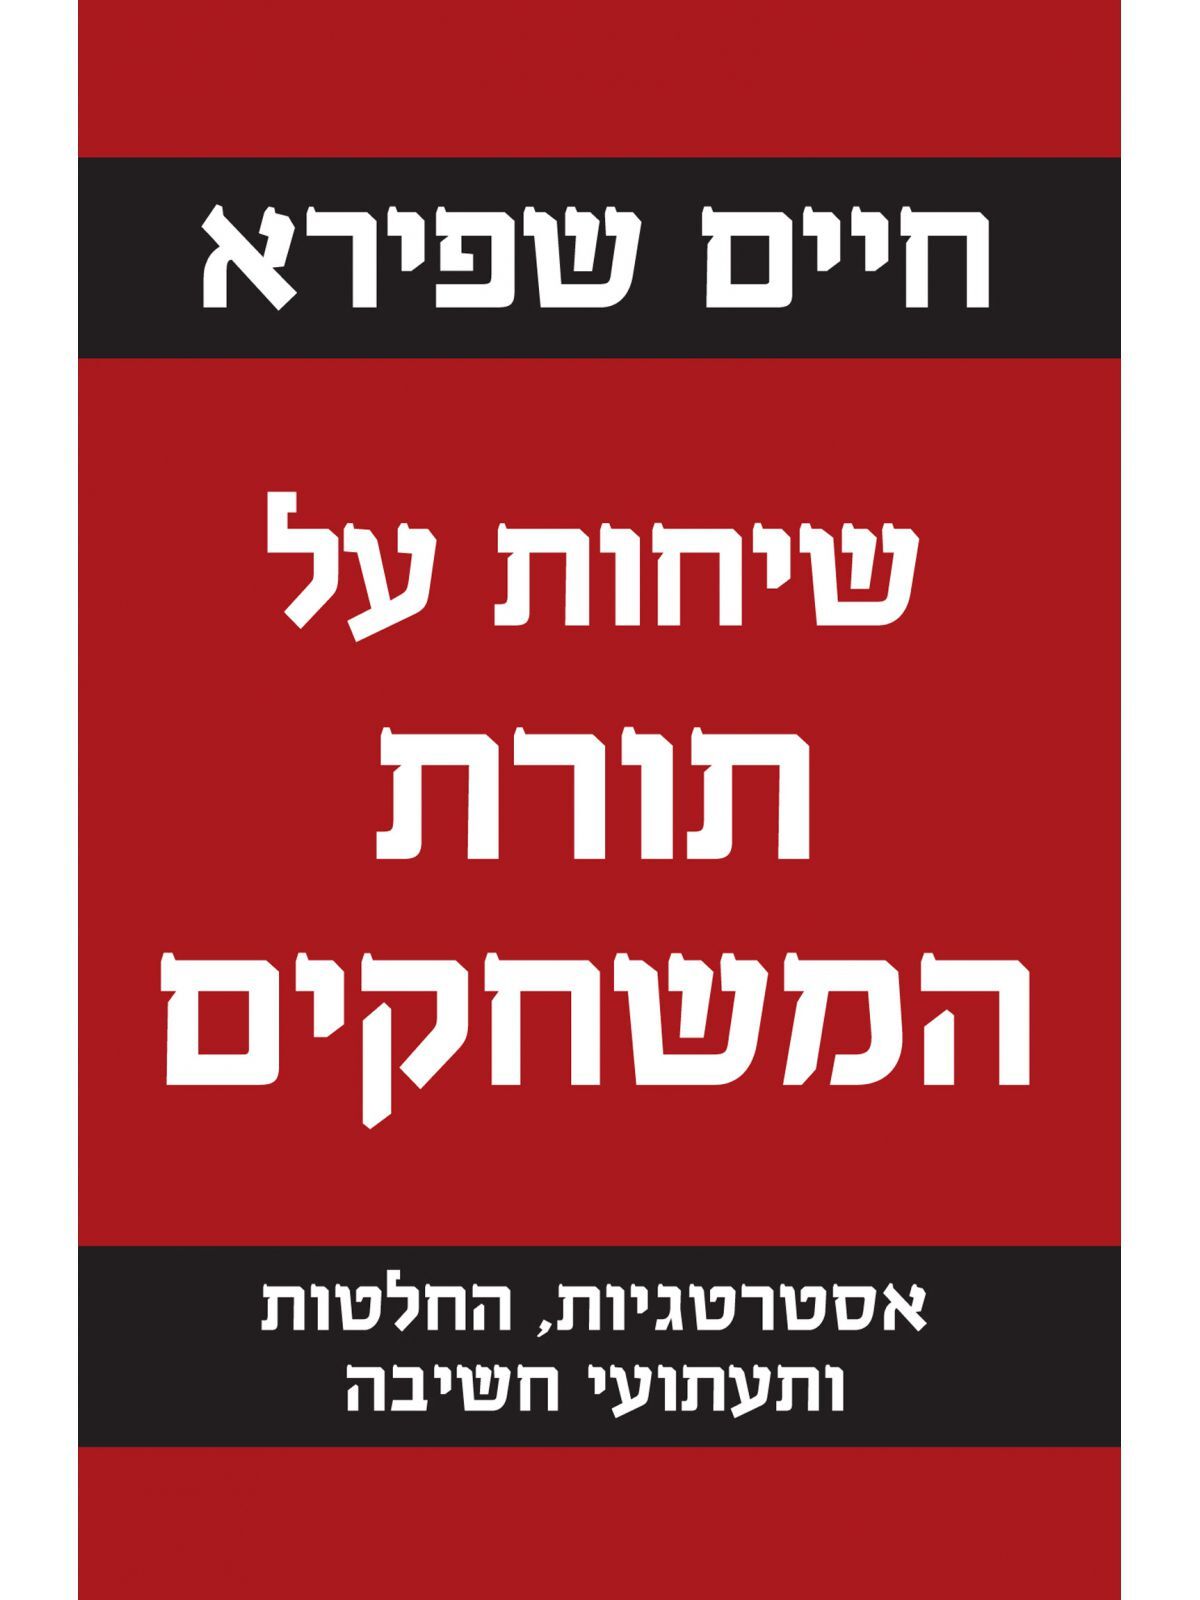 חיים שפירא
שיחות על
תורת
המשחקים
אסטרטגיות, החלטות
ותעתועי חשיבה